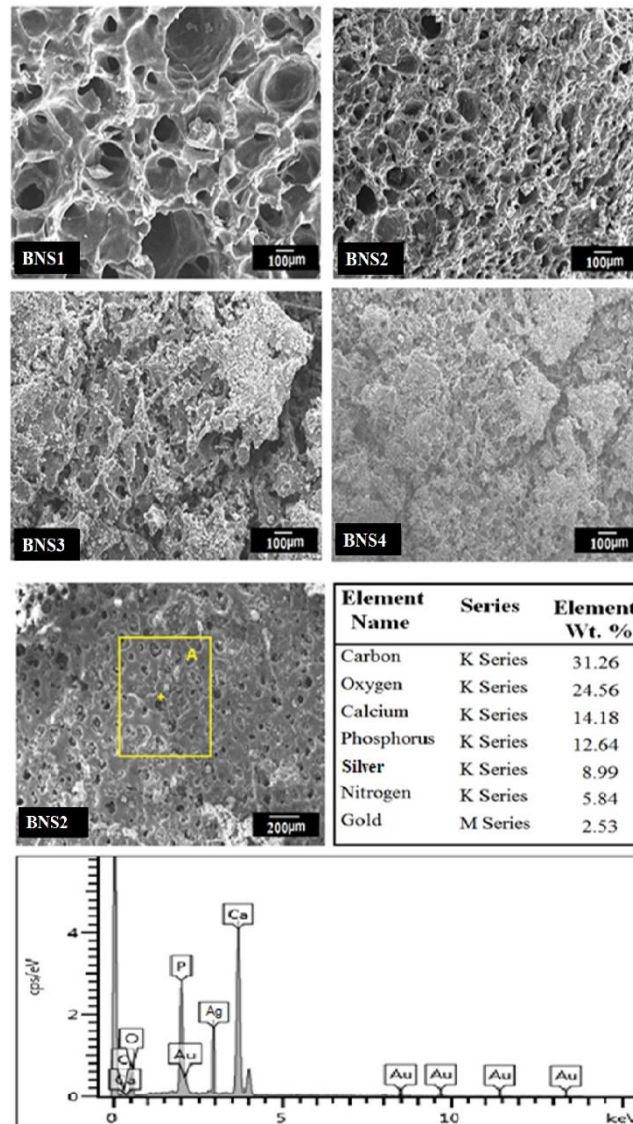 BNS1
100µm
BNS2
100µm
BNS3
100µm
BNS4
100µm
BNS2
A
200µm
Element Name Series Element Wt. %
Carbon K Series 31.26
Oxygen K Series 24.56
Calcium K Series 14.18
Phosphorus K Series 12.64
Silver K Series 8.99
Nitrogen K Series 5.84
Gold M Series 2.53
cps/eV
4
2
0
Ca
P
Ag
O
C
Ca
Au
Au
Au
Au
Au
0
5
10
keV